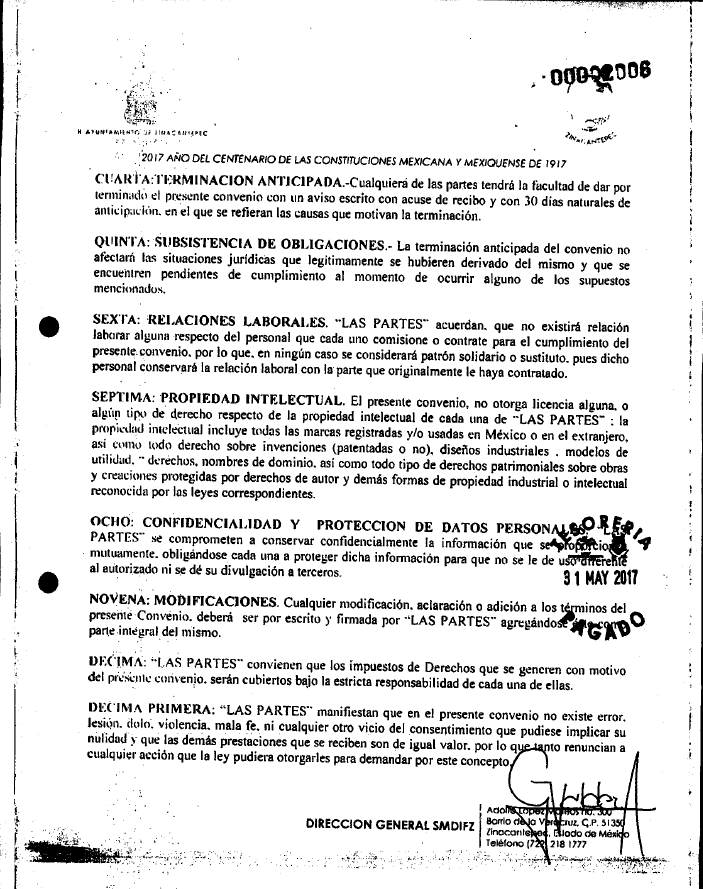 00002006
H. AYUNTAMIENTO DE ZINACANTEPEC
ZINACANTEPEC
"2017 AÑO DEL CENTENARIO DE LAS CONSTITUCIONES MEXICANA Y MEXIQUENSE DE 1917
CUARTA:TERMINACION ANTICIPADA.-Cualquiera de las partes tendrá la facultad de dar por
terminado el presente convenio con un aviso escrito con acuse de recibo y con 30 días naturales de
anticipación, en el que se refieran las causas que motivan la terminación.
QUINTA: SUBSISTENCIA DE OBLIGACIONES.- La terminación anticipada del convenio no
afectará las situaciones jurídicas que legítimamente se hubieren derivado del mismo y que se
encuentren pendientes de cumplimiento al momento de ocurrir alguno de los supuestos
mencionados.
SEXTA: RELACIONES LABORALES. "LAS PARTES" acuerdan, que no existirá relación
laborar alguna respecto del personal que cada uno comisione o contrate para el cumplimiento del
presente convenio, por lo que, en ningún caso se considerará patrón solidario o sustituto, pues dicho
personal conservará la relación laboral con la parte que originalmente le haya contratado.
SEPTIMA: PROPIEDAD INTELECTUAL. El presente convenio, no otorga licencia alguna, o
algún tipo de derecho respecto de la propiedad intelectual de cada una de "LAS PARTES" ; la
propiedad intelectual incluye todas las marcas registradas y/o usadas en México o en el extranjero,
así como todo derecho sobre invenciones (patentadas o no), diseños industriales , modelos de
utilidad, " derechos, nombres de dominio, así como todo tipo de derechos patrimoniales sobre obras
y creaciones protegidas por derechos de autor y demás formas de propiedad industrial o intelectual
reconocida por las leyes correspondientes.
OCHO: CONFIDENCIALIDAD Y PROTECCION DE DATOS PERSONALES. "LAS
PARTES" se comprometen a conservar confidencialmente la información que se proporcionen
mutuamente, obligándose cada una a proteger dicha información para que no se le de uso diferente
al autorizado ni se dé su divulgación a terceros.
TESORERIA
31 MAY 2017
PAGADO
NOVENA: MODIFICACIONES. Cualquier modificación, aclaración o adición a los términos del
presente Convenio, deberá ser por escrito y firmada por "LAS PARTES" agregándose como
parte integral del mismo.
DECIMA: "LAS PARTES" convienen que los impuestos de Derechos que se generen con motivo
del presente convenio, serán cubiertos bajo la estricta responsabilidad de cada una de ellas.
DECIMA PRIMERA: "LAS PARTES" manifiestan que en el presente convenio no existe error,
lesión, dolo, violencia, mala fe, ni cualquier otro vicio del consentimiento que pudiese implicar su
nulidad y que las demás prestaciones que se reciben son de igual valor, por lo que tanto renuncian a
cualquier acción que la ley pudiera otorgarles para demandar por este concepto.
DIRECCION GENERAL SMDIFZ
Adolfo López Mateos no. 300
Barrio de la Veracruz, C.P. 51350
Zinacantepec, Estado de México
Teléfono (722) 218 1777